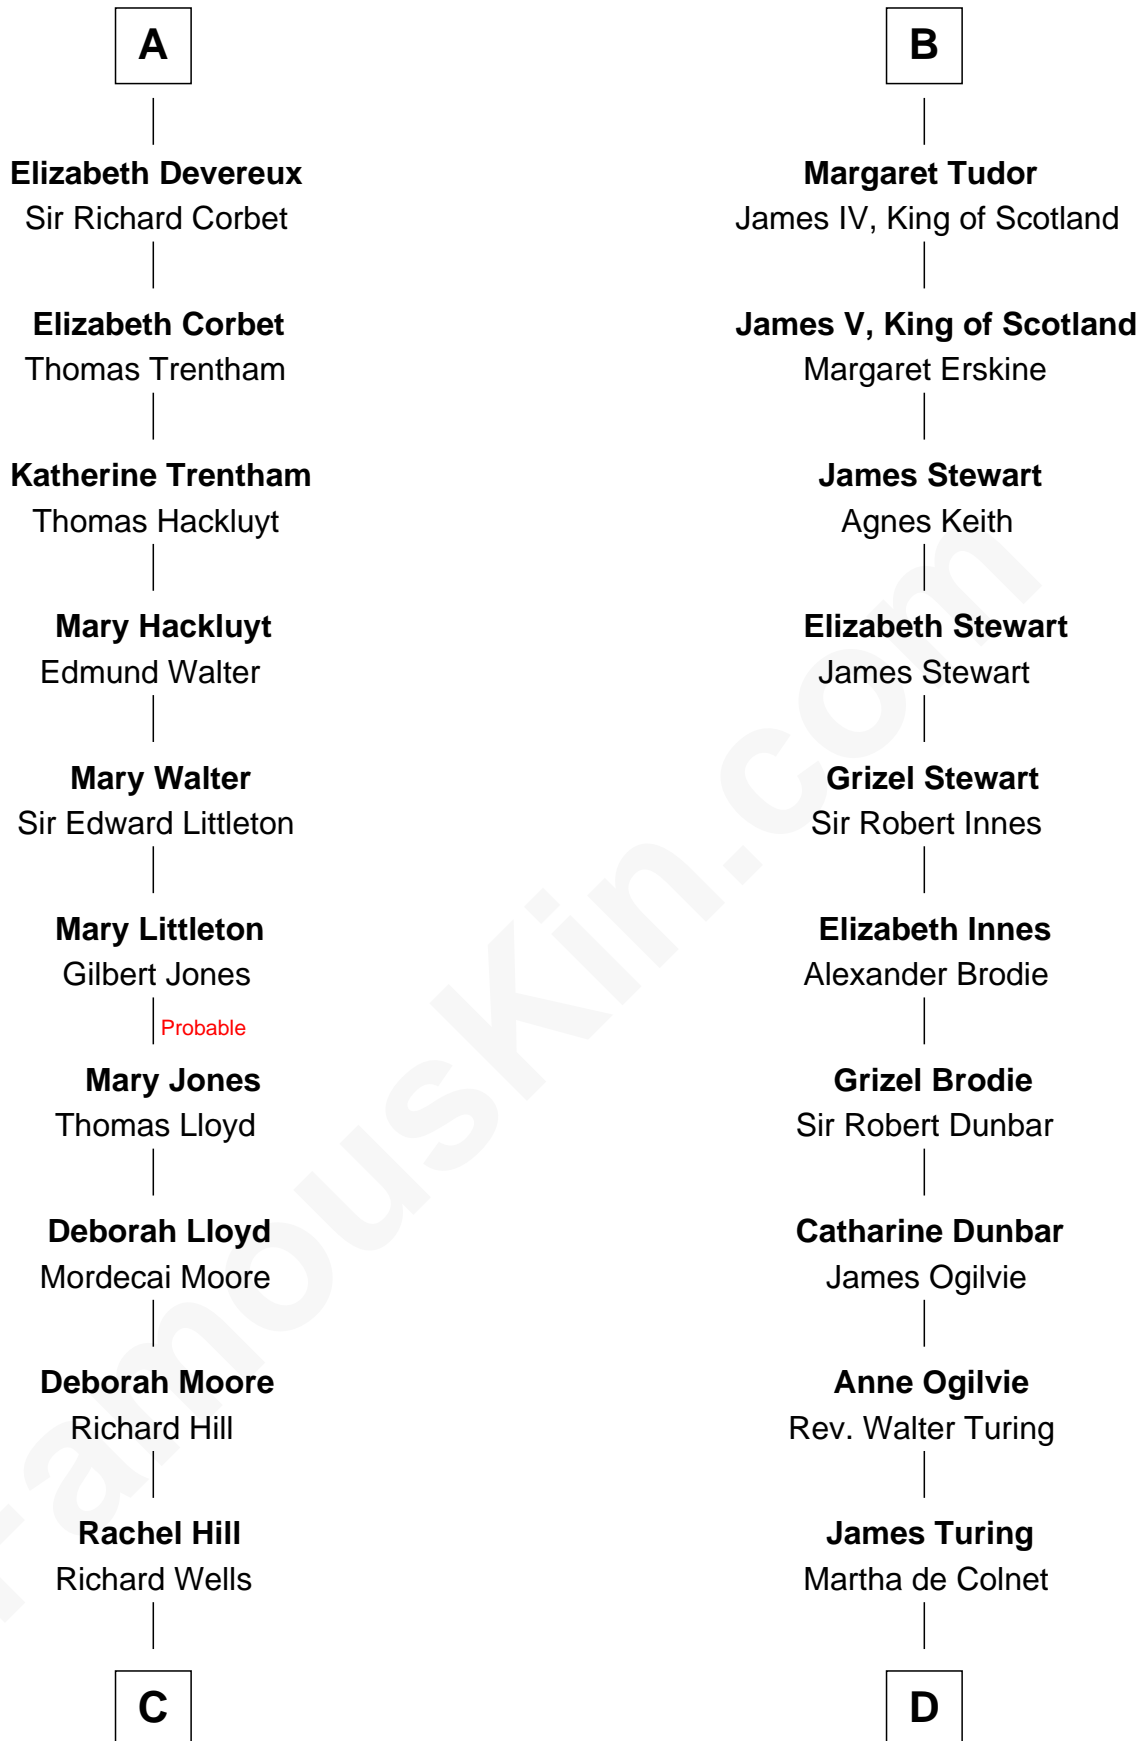 A
Elizabeth Devereux
Sir Richard Corbet
Elizabeth Corbet
Thomas Trentham
Katherine Trentham
Thomas Hackluyt
Mary Hackluyt
Edmund Walter
Mary Walter
Sir Edward Littleton
Mary Littleton
Gilbert Jones
Probable
Mary Jones
Thomas Lloyd
Deborah Lloyd
Mordecai Moore
Deborah Moore
Richard Hill
Rachel Hill
Richard Wells
C
B
Margaret Tudor
James IV, King of Scotland
James V, King of Scotland
Margaret Erskine
James Stewart
Agnes Keith
Elizabeth Stewart
James Stewart
Grizel Stewart
Sir Robert Innes
Elizabeth Innes
Alexander Brodie
Grizel Brodie
Sir Robert Dunbar
Catharine Dunbar
James Ogilvie
Anne Ogilvie
Rev. Walter Turing
James Turing
Martha de Colnet
D
FamousKin.com